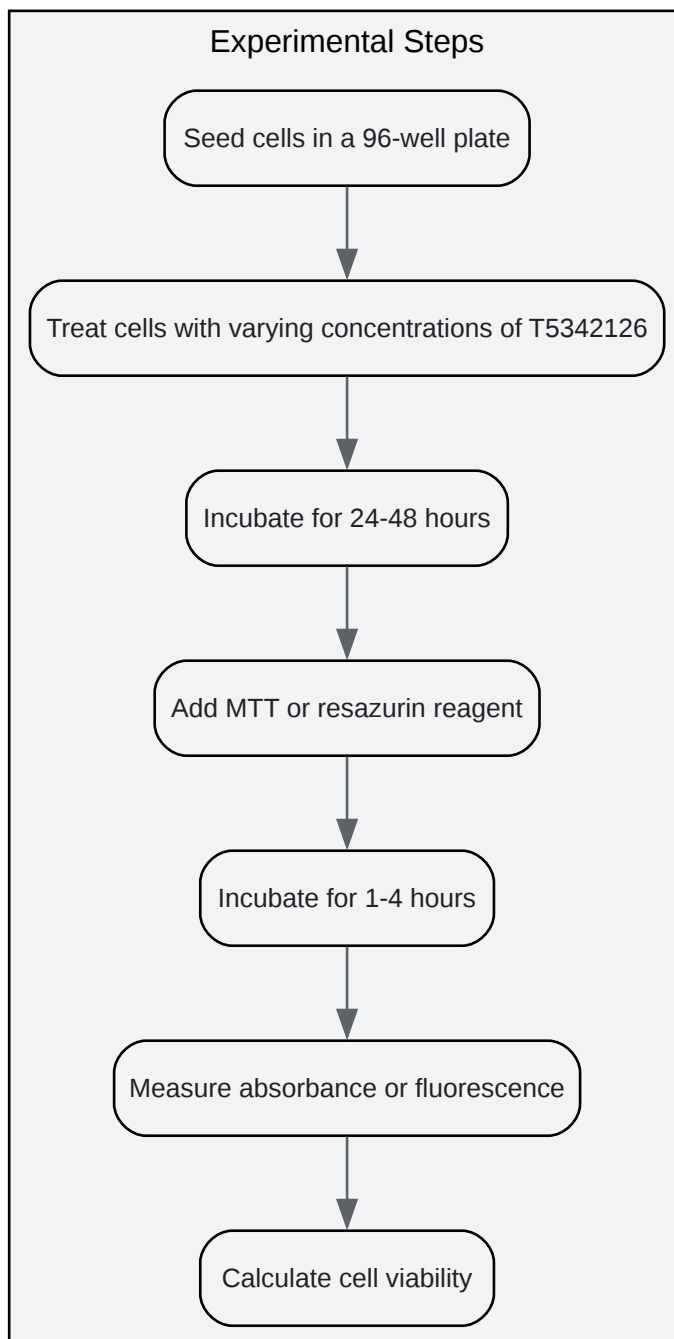 Experimental Steps
Seed cells in a 96-well plate
Treat cells with varying concentrations of T5342126
Incubate for 24-48 hours
Add MTT or resazurin reagent
Incubate for 1-4 hours
Measure absorbance or fluorescence
Calculate cell viability